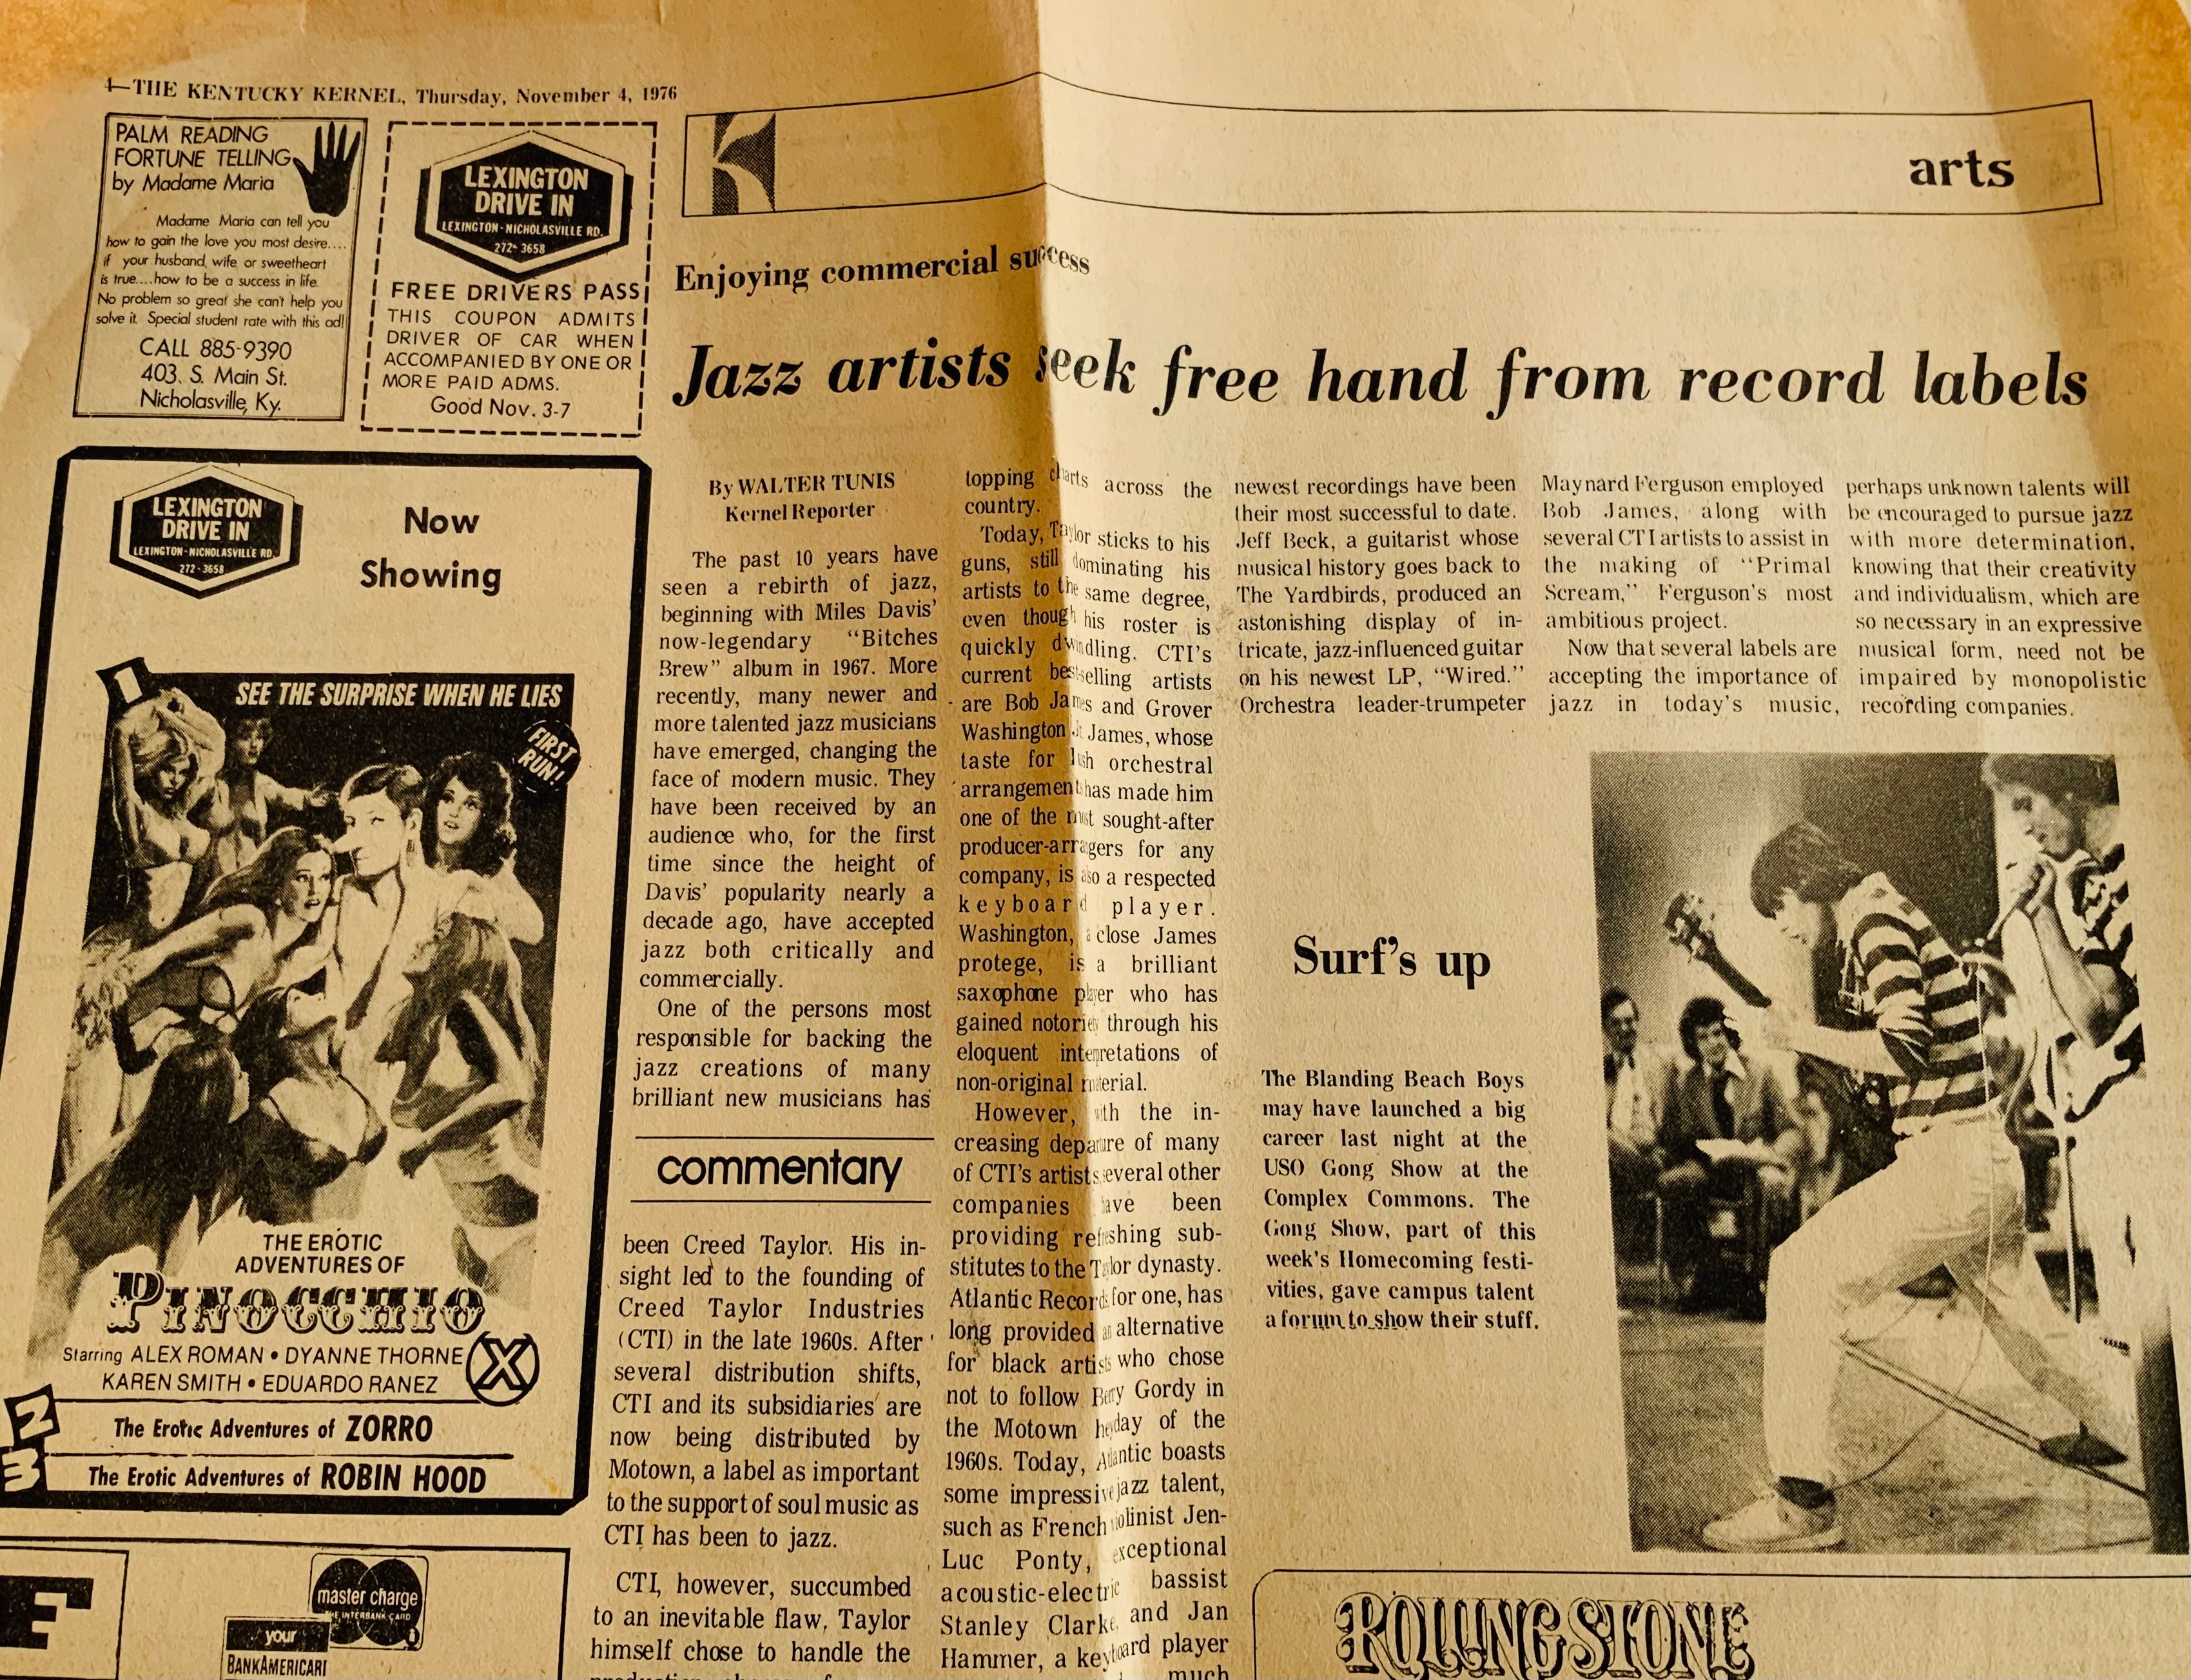 4—THE KENTUCKY KERNEL, Thursday, November 4, 1976
PALM READING
FORTUNE TELLING
by Madame Maria
Madame Maria can tell you
how to gain the love you most desire....
if your husband, wife or sweetheart
is true....how to be a success in life.
No problem so great she can't help you
solve it. Special student rate with this ad!
CALL 885-9390
403. S. Main St.
Nicholasville, Ky.
LEXINGTON
DRIVE IN
LEXINGTON-NICHOLASVILLE RD.
272-3658
FREE DRIVERS PASS
THIS COUPON ADMITS
DRIVER OF CAR WHEN
ACCOMPANIED BY ONE OR
MORE PAID ADMS.
Good Nov. 3-7
LEXINGTON
DRIVE IN
LEXINGTON-NICHOLASVILLE RD.
272-3658
Now
Showing
SEE THE SURPRISE WHEN HE LIES
FIRST
RUN!
THE EROTIC
ADVENTURES OF
PINOCCHIO
Starring ALEX ROMAN • DYANNE THORNE
KAREN SMITH • EDUARDO RANEZ
X
2
The Erotic Adventures of ZORRO
3
The Erotic Adventures of ROBIN HOOD
F
master charge
THE INTERBANK CARD
your
BANKAMERICARD
K
arts
Enjoying commercial success
Jazz artists seek free hand from record labels
By WALTER TUNIS
Kernel Reporter
The past 10 years have
seen a rebirth of jazz,
beginning with Miles Davis'
now-legendary "Bitches
Brew" album in 1967. More
recently, many newer and
more talented jazz musicians
have emerged, changing the
face of modern music. They
have been received by an
audience who, for the first
time since the height of
Davis' popularity nearly a
decade ago, have accepted
jazz both critically and
commercially.
One of the persons most
responsible for backing the
jazz creations of many
brilliant new musicians has
commentary
been Creed Taylor. His in-
sight led to the founding of
Creed Taylor Industries
(CTI) in the late 1960s. After
several distribution shifts,
CTI and its subsidiaries are
now being distributed by
Motown, a label as important
to the support of soul music as
CTI has been to jazz.
CTI, however, succumbed
to an inevitable flaw. Taylor
himself chose to handle the
topping charts across the
country.
Today, Taylor sticks to his
guns, still dominating his
artists to the same degree,
even though his roster is
quickly dwindling. CTI's
current bestselling artists
are Bob James and Grover
Washington Jr. James, whose
taste for lush orchestral
arrangements has made him
one of the most sought-after
producer-arragers for any
company, is also a respected
keyboard player.
Washington, a close James
protege, is a brilliant
saxophone player who has
gained notoriety through his
eloquent interpretations of
non-original material.
However, with the in-
creasing departure of many
of CTI's artists several other
companies have been
providing refreshing sub-
stitutes to the Taylor dynasty.
Atlantic Records for one, has
long provided an alternative
for black artists who chose
not to follow Berry Gordy in
the Motown heyday of the
1960s. Today, Atlantic boasts
some impressive jazz talent,
such as French violinist Jen-
Luc Ponty, exceptional
acoustic-electric bassist
Stanley Clarke, and Jan
Hammer, a keyboard player
much
newest recordings have been
their most successful to date.
Jeff Beck, a guitarist whose
musical history goes back to
The Yardbirds, produced an
astonishing display of in-
tricate, jazz-influenced guitar
on his newest LP, "Wired."
Orchestra leader-trumpeter
Maynard Ferguson employed
Bob James, along with
several CTI artists to assist in
the making of "Primal
Scream," Ferguson's most
ambitious project.
Now that several labels are
accepting the importance of
jazz in today's music,
perhaps unknown talents will
be encouraged to pursue jazz
with more determination,
knowing that their creativity
and individualism, which are
so necessary in an expressive
musical form, need not be
impaired by monopolistic
recording companies.
Surf's up
The Blanding Beach Boys
may have launched a big
career last night at the
USO Gong Show at the
Complex Commons. The
Gong Show, part of this
week's Homecoming festi-
vities, gave campus talent
a forum to show their stuff.
ROLLING STONE